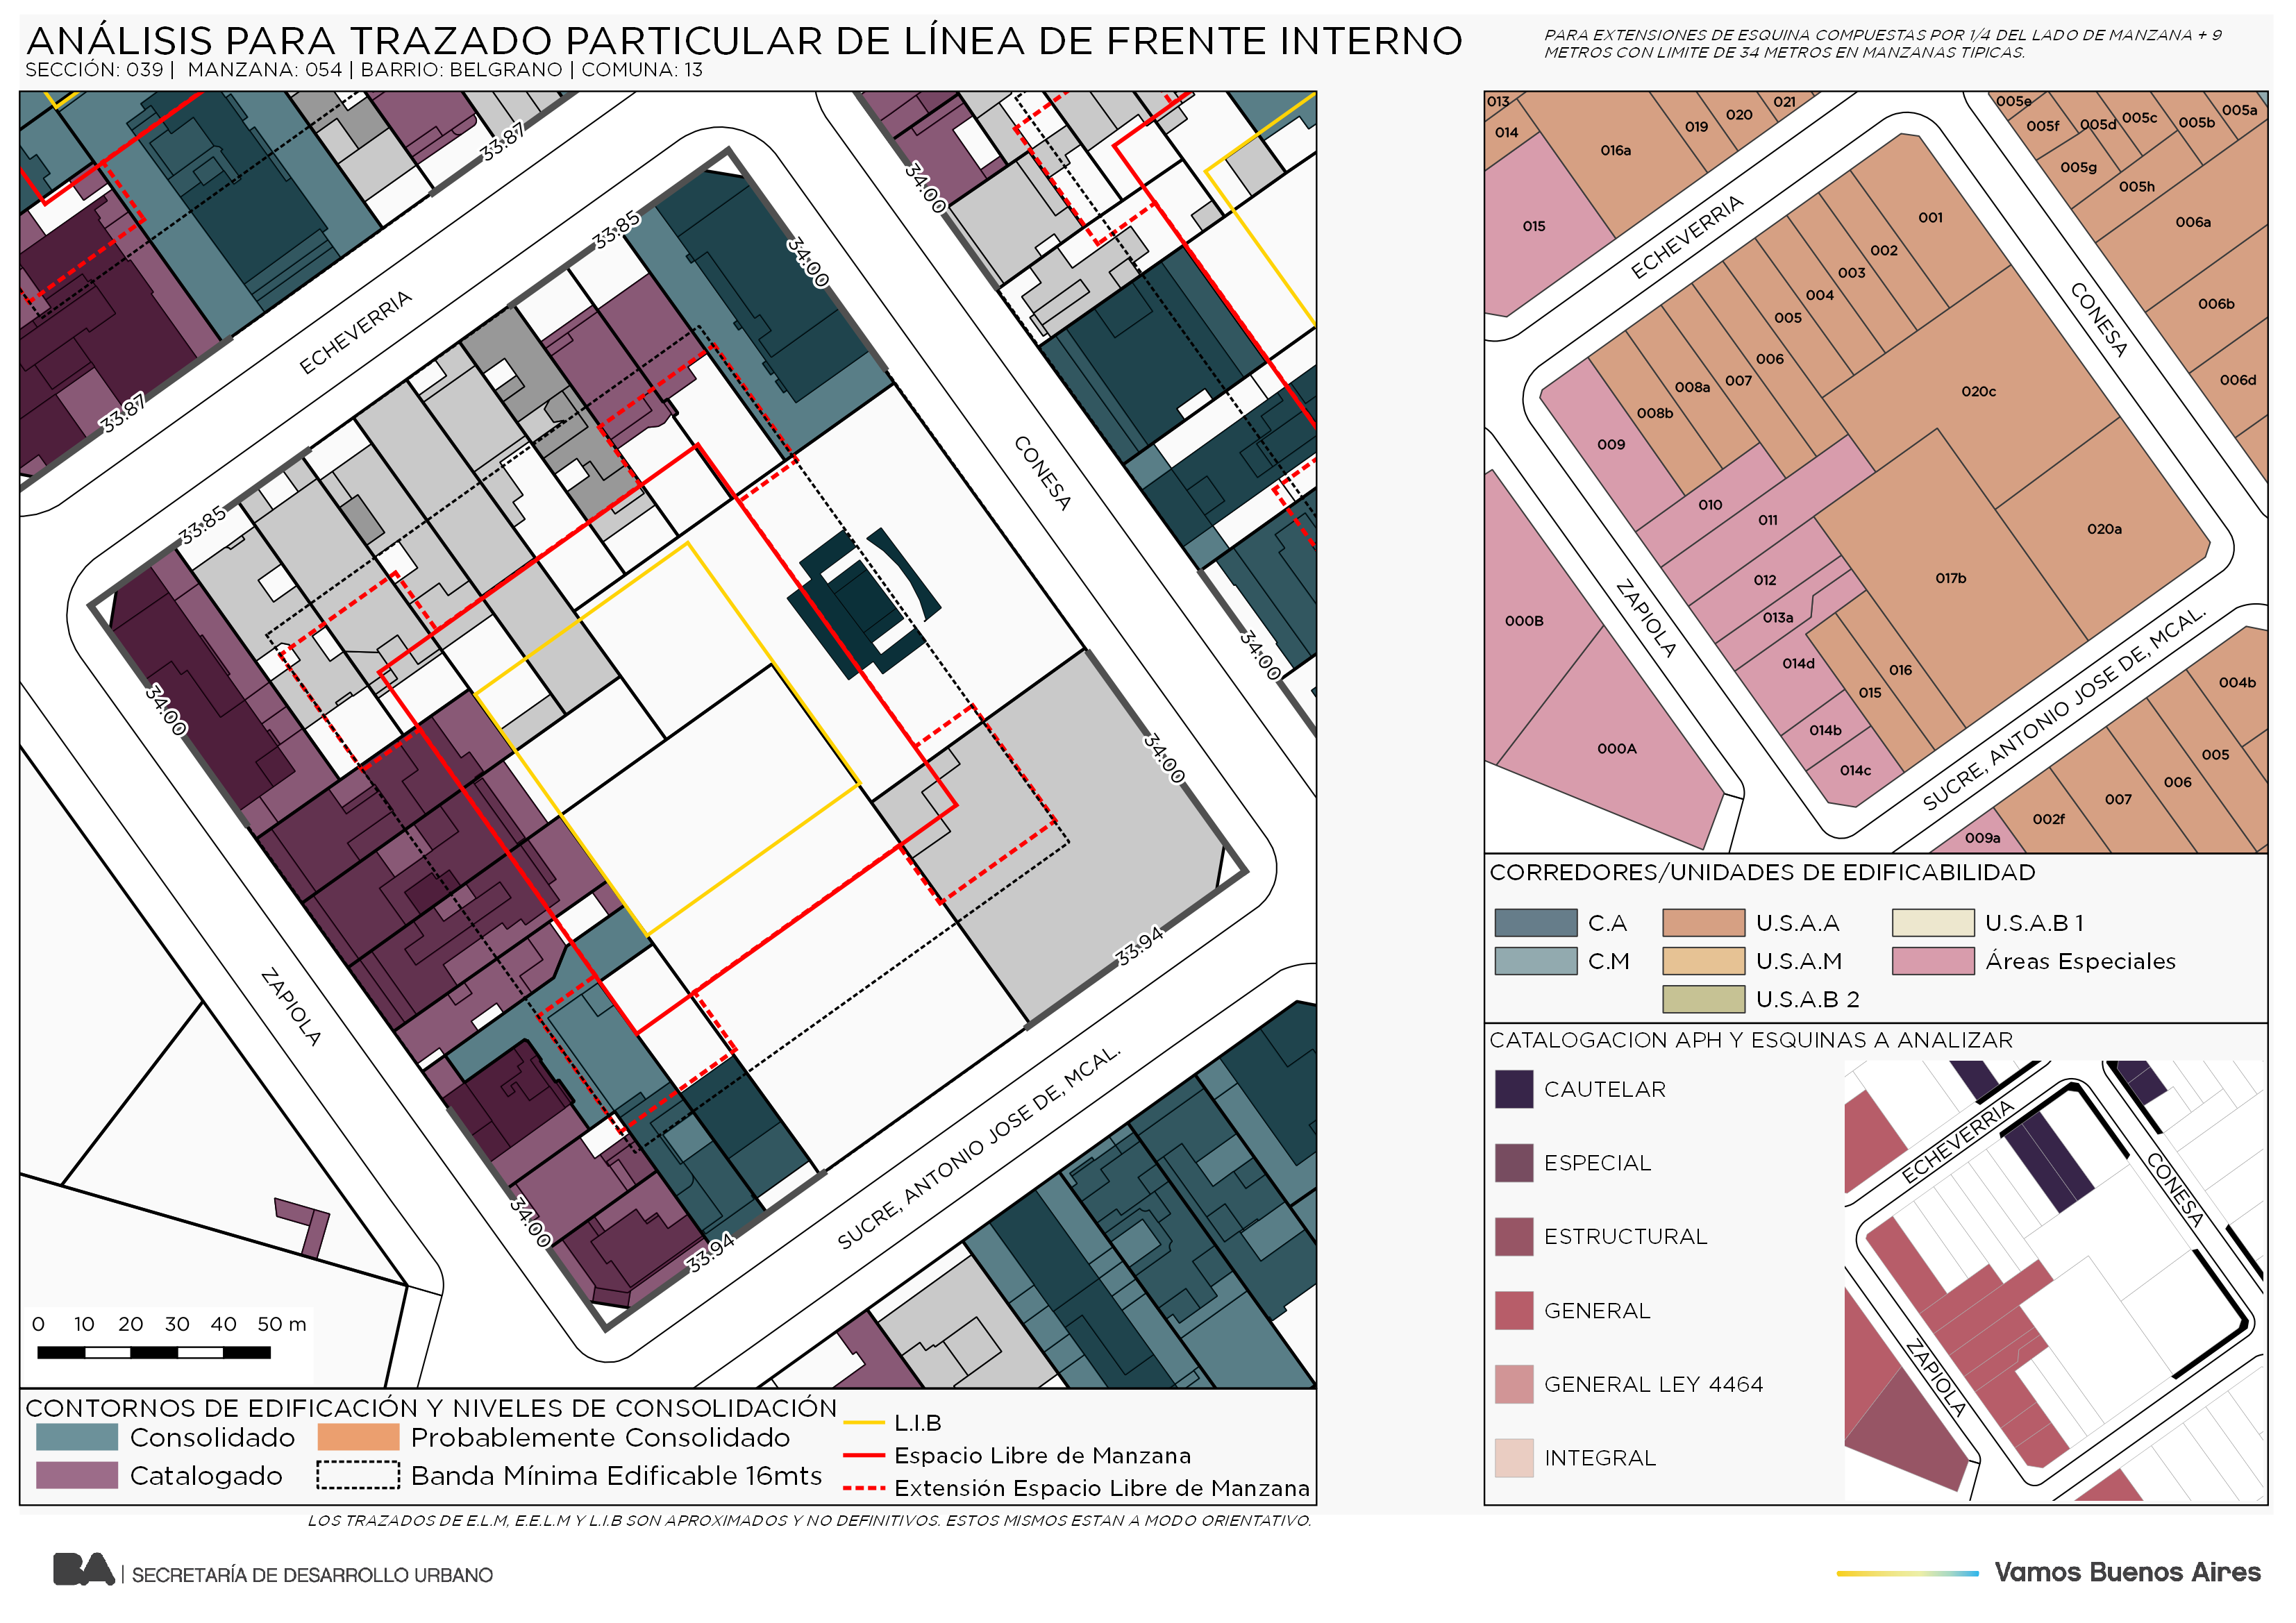 ANÁLISIS PARA TRAZADO PARTICULAR DE LÍNEA DE FRENTE INTERNO
SECCIÓN: 039 | MANZANA: 054 | BARRIO: BELGRANO | COMUNA: 13
PARA EXTENSIONES DE ESQUINA COMPUESTAS POR 1/4 DEL LADO DE MANZANA + 9
METROS CON LIMITE DE 34 METROS EN MANZANAS TIPICAS.
33.87
33.87
33.85
33.85
34.00
34.00
34.00
34.00
34.00
34.00
33.94
33.94
ECHEVERRIA
CONESA
ZAPIOLA
SUCRE, ANTONIO JOSE DE, MCAL.
0 10 20 30 40 50 m
CONTORNOS DE EDIFICACIÓN Y NIVELES DE CONSOLIDACIÓN
Consolidado
Probablemente Consolidado
Catalogado
Banda Mínima Edificable 16mts
L.I.B
Espacio Libre de Manzana
Extensión Espacio Libre de Manzana
LOS TRAZADOS DE E.L.M, E.E.L.M Y L.I.B SON APROXIMADOS Y NO DEFINITIVOS. ESTOS MISMOS ESTAN A MODO ORIENTATIVO.
013
014
015
016a
019
020
021
005e
005f
005d
005c
005b
005a
005g
005h
006a
006b
006d
ECHEVERRIA
CONESA
ZAPIOLA
SUCRE, ANTONIO JOSE DE, MCAL.
001
002
003
004
005
006
007
008a
008b
009
010
011
012
013a
014d
014b
014c
015
016
017b
020c
020a
000B
000A
009a
002f
007
006
005
004b
CORREDORES/UNIDADES DE EDIFICABILIDAD
C.A
U.S.A.A
U.S.A.B 1
C.M
U.S.A.M
Áreas Especiales
U.S.A.B 2
CATALOGACION APH Y ESQUINAS A ANALIZAR
CAUTELAR
ESPECIAL
ESTRUCTURAL
GENERAL
GENERAL LEY 4464
INTEGRAL
ECHEVERRIA
CONESA
ZAPIOLA
BA | SECRETARÍA DE DESARROLLO URBANO
Vamos Buenos Aires